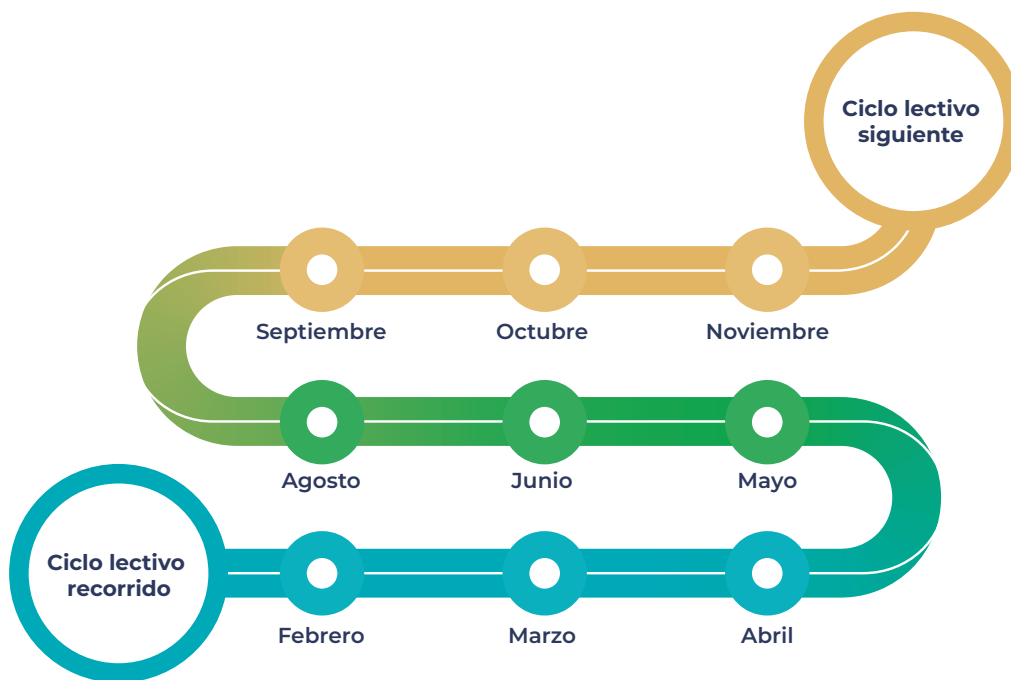 Ciclo lectivo
siguiente
Septiembre
Octubre
Noviembre
Agosto
Junio
Mayo
Ciclo lectivo
recorrido
Febrero
Marzo
Abril